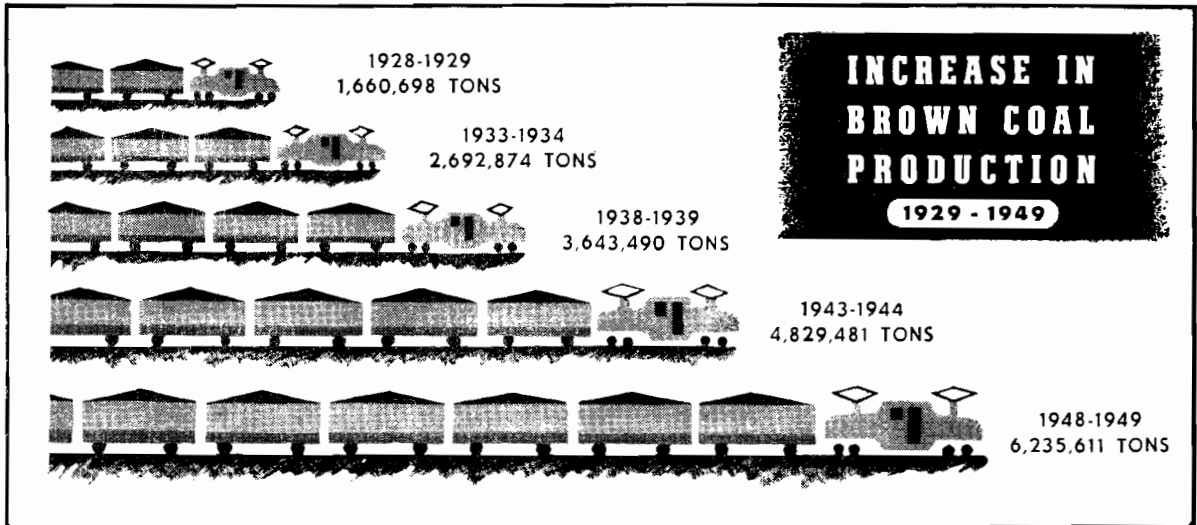 INCREASE IN
BROWN COAL
PRODUCTION
1929 - 1949
1928-1929
1,660,698 TONS
1933-1934
2,692,874 TONS
1938-1939
3,643,490 TONS
1943-1944
4,829,481 TONS
1948-1949
6,235,611 TONS